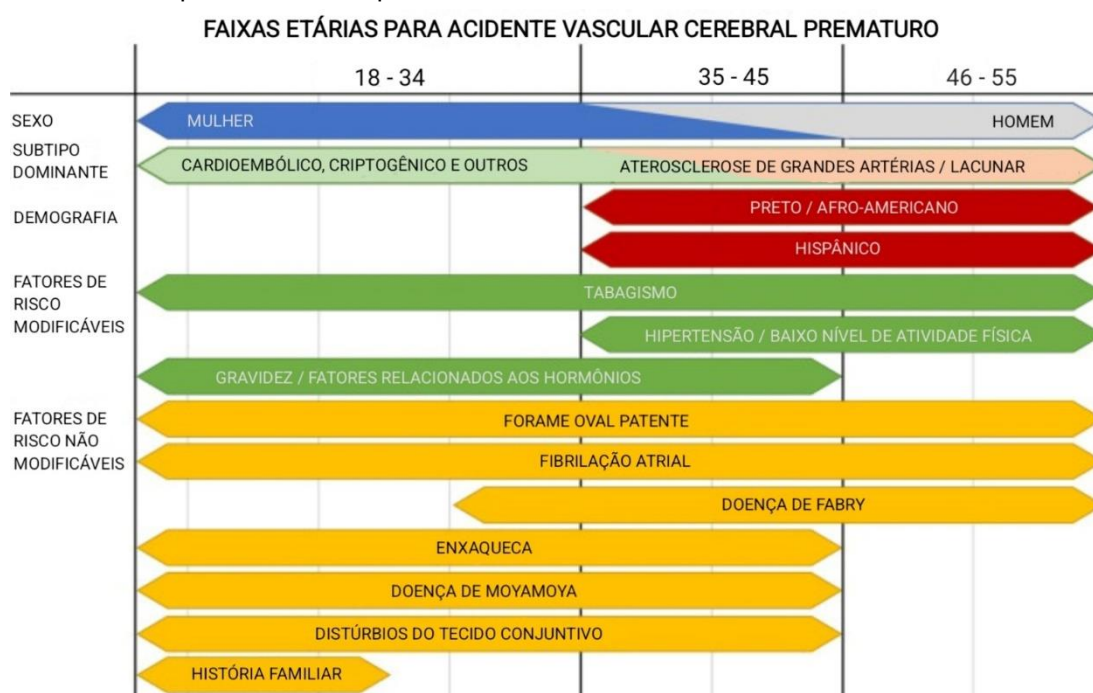 FAIXAS ETÁRIAS PARA ACIDENTE VASCULAR CEREBRAL PREMATURO
18 - 34
35 - 45
46 - 55
SEXO
MULHER
HOMEM
SUBTIPO
DOMINANTE
CARDIOEMBÓLICO, CRIPTOGÊNICO E OUTROS
ATEROSCLEROSE DE GRANDES ARTÉRIAS / LACUNAR
DEMOGRAFIA
PRETO / AFRO-AMERICANO
HISPÂNICO
FATORES DE
RISCO
MODIFICÁVEIS
TABAGISMO
HIPERTENSÃO / BAIXO NÍVEL DE ATIVIDADE FÍSICA
GRAVIDEZ / FATORES RELACIONADOS AOS HORMÔNIOS
FATORES DE
RISCO NÃO
MODIFICÁVEIS
FORAME OVAL PATENTE
FIBRILAÇÃO ATRIAL
DOENÇA DE FABRY
ENXAQUECA
DOENÇA DE MOYAMOYA
DISTÚRBIOS DO TECIDO CONJUNTIVO
HISTÓRIA FAMILIAR